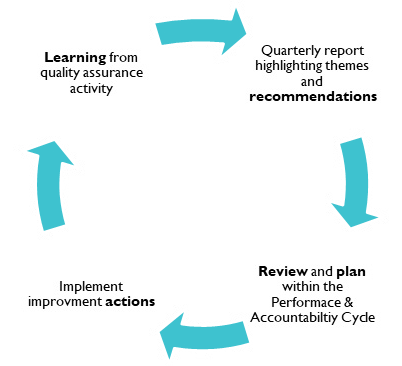 Learning from
quality assurance
activity
Quarterly report
highlighting themes
and
recommendations
Review and plan
within the
Performace &
Accountabiltiy Cycle
Implement
improvment actions